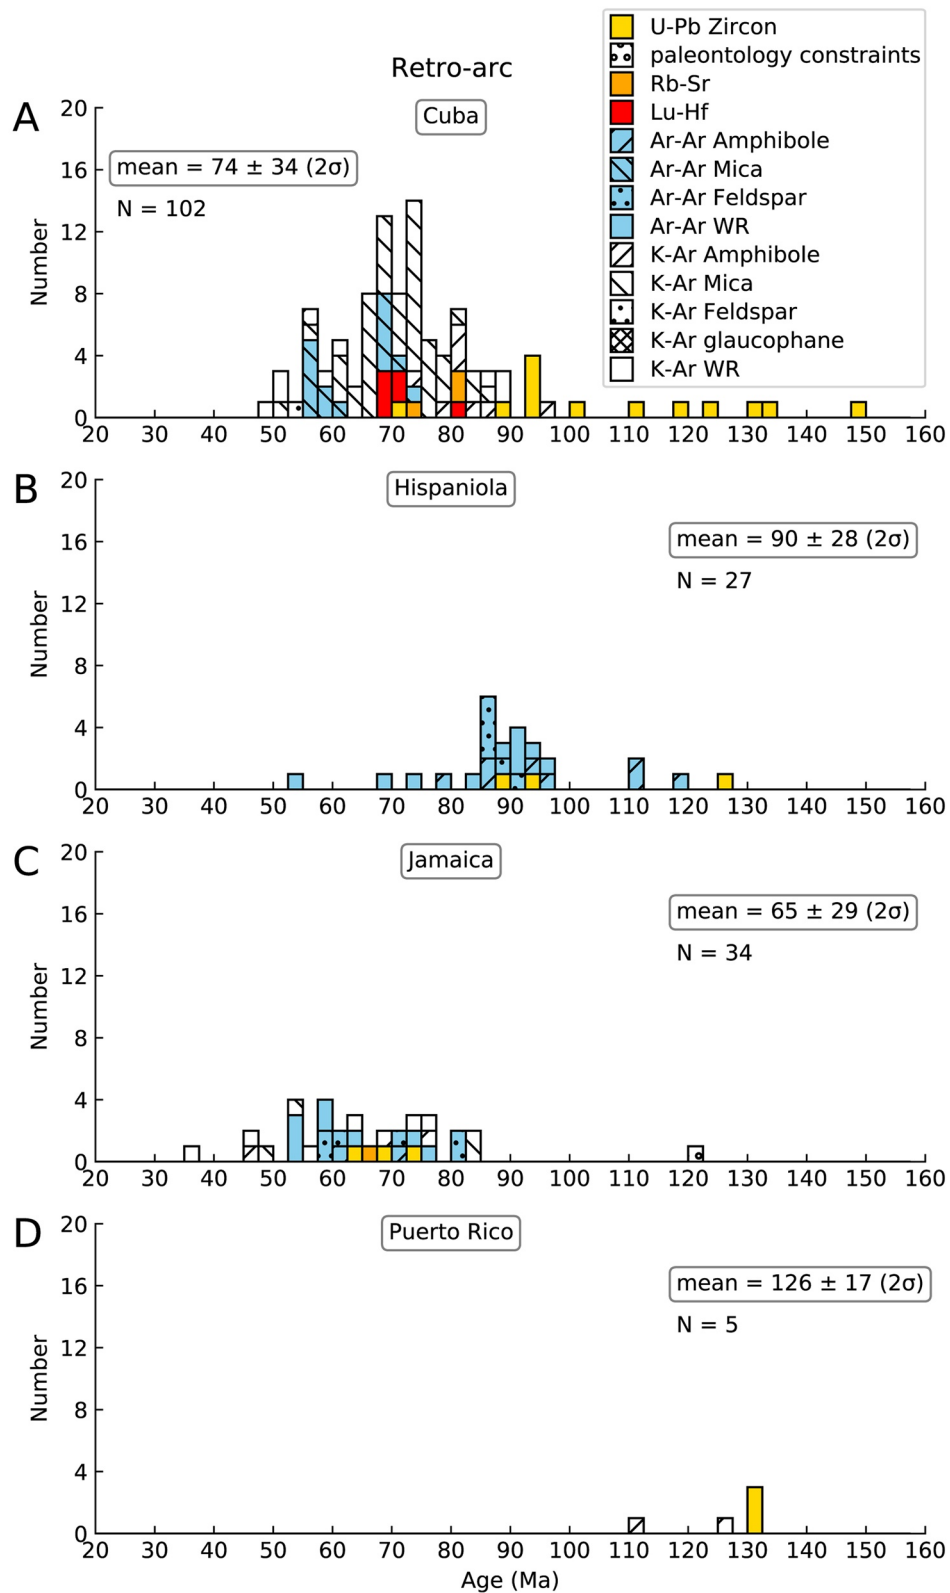 Retro-arc
U-Pb Zircon
paleontology constraints
Rb-Sr
Lu-Hf
Ar-Ar Amphibole
Ar-Ar Mica
Ar-Ar Feldspar
Ar-Ar WR
K-Ar Amphibole
K-Ar Mica
K-Ar Feldspar
K-Ar glaucophane
K-Ar WR
A
Cuba
mean = 74 ± 34 (2σ)
N = 102
Number
20
16
12
8
4
0
20 30 40 50 60 70 80 90 100 110 120 130 140 150 160
B
Hispaniola
mean = 90 ± 28 (2σ)
N = 27
Number
20
16
12
8
4
0
20 30 40 50 60 70 80 90 100 110 120 130 140 150 160
C
Jamaica
mean = 65 ± 29 (2σ)
N = 34
Number
20
16
12
8
4
0
20 30 40 50 60 70 80 90 100 110 120 130 140 150 160
D
Puerto Rico
mean = 126 ± 17 (2σ)
N = 5
Number
20
16
12
8
4
0
20 30 40 50 60 70 80 90 100 110 120 130 140 150 160
Age (Ma)